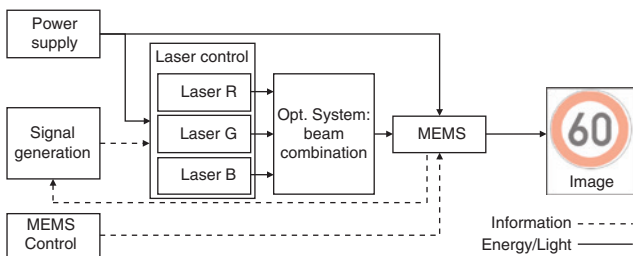 Power
supply
Laser control
Laser R
Laser G
Laser B
Opt. System:
beam
combination
MEMS
60
Image
Signal
generation
MEMS
Control
Information
Energy/Light